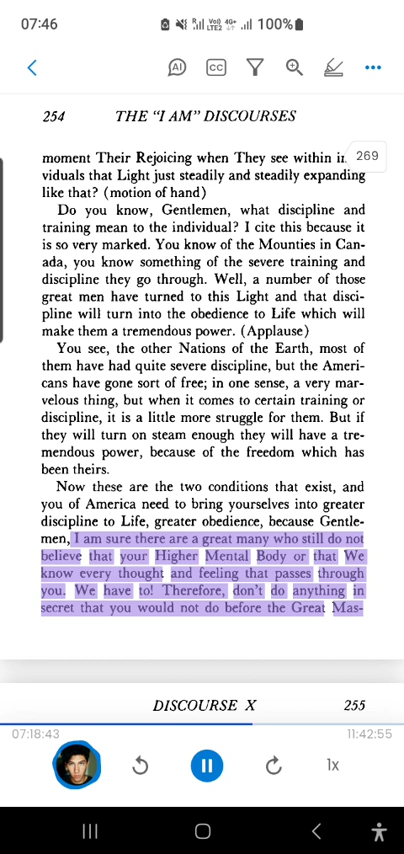 07:46
Vo)) 4G+ LTE2 100%
AI CC
254 THE "I AM" DISCOURSES
269
moment Their Rejoicing when They see within in
viduals that Light just steadily and steadily expanding
like that? (motion of hand)
Do you know, Gentlemen, what discipline and
training mean to the individual? I cite this because it
is so very marked. You know of the Mounties in Can-
ada, you know something of the severe training and
discipline they go through. Well, a number of those
great men have turned to this Light and that disci-
pline will turn into the obedience to Life which will
make them a tremendous power. (Applause)
You see, the other Nations of the Earth, most of
them have had quite severe discipline, but the Ameri-
cans have gone sort of free; in one sense, a very mar-
velous thing, but when it comes to certain training or
discipline, it is a little more struggle for them. But if
they will turn on steam enough they will have a tre-
mendous power, because of the freedom which has
been theirs.
Now these are the two conditions that exist, and
you of America need to bring yourselves into greater
discipline to Life, greater obedience, because Gentle-
men, I am sure there are a great many who still do not
believe that your Higher Mental Body or that We
know every thought and feeling that passes through
you. We have to! Therefore, don't do anything in
secret that you would not do before the Great Mas-
DISCOURSE X 255
07:18:43 11:42:55
1x